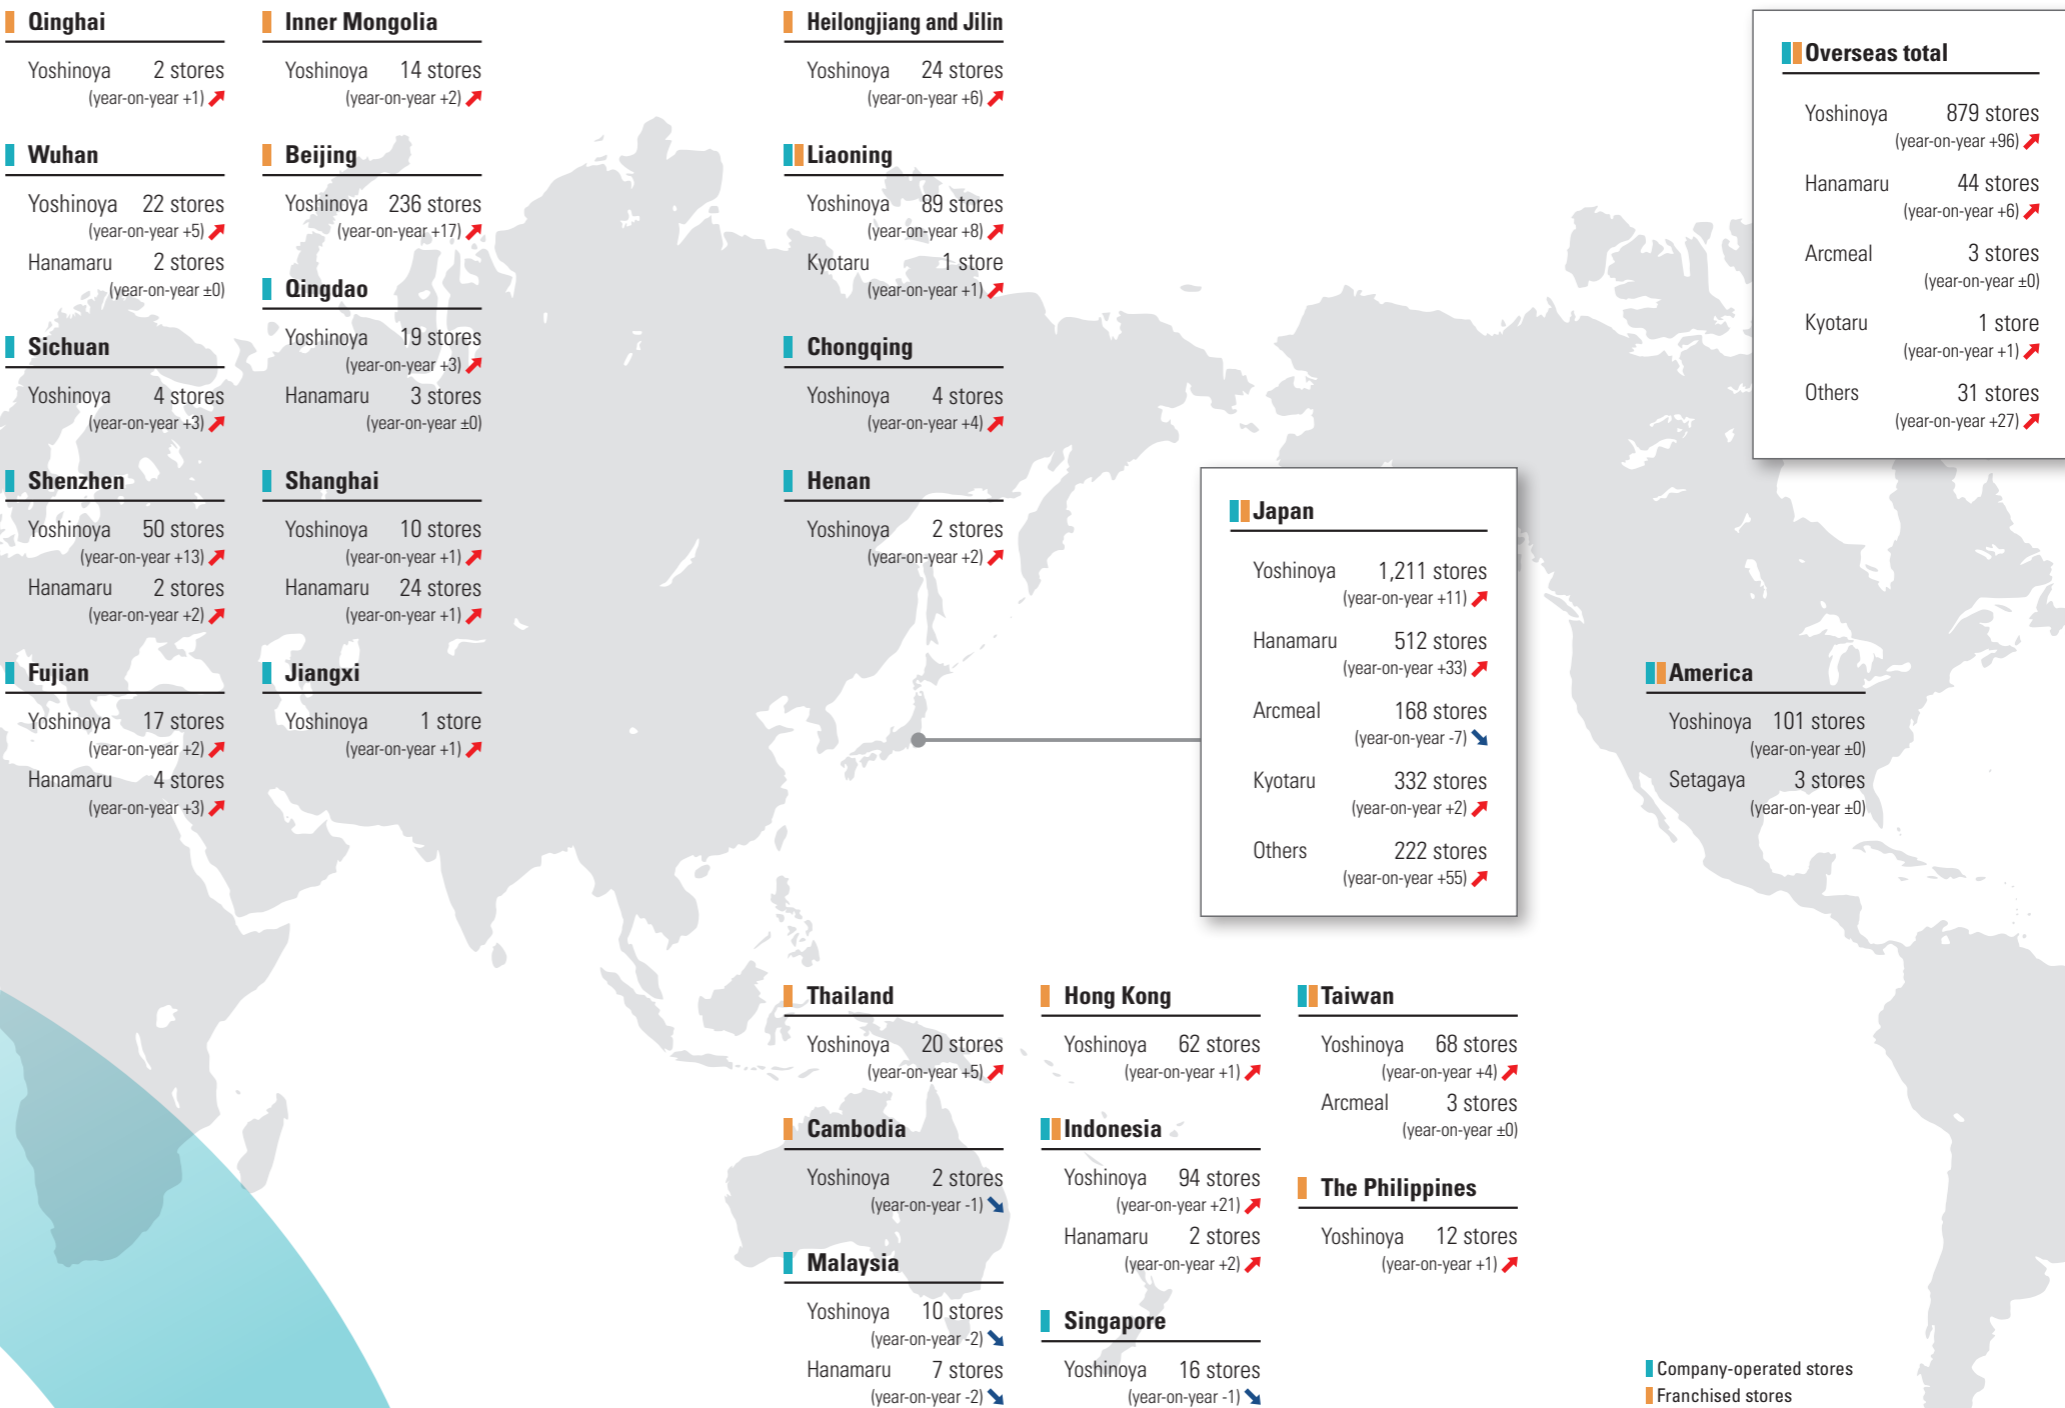 Qinghai
Yoshinoya 2 stores
(year-on-year +1)
Wuhan
Yoshinoya 22 stores
(year-on-year +5)
Hanamaru 2 stores
(year-on-year ±0)
Sichuan
Yoshinoya 4 stores
(year-on-year +3)
Shenzhen
Yoshinoya 50 stores
(year-on-year +13)
Hanamaru 2 stores
(year-on-year +2)
Fujian
Yoshinoya 17 stores
(year-on-year +2)
Hanamaru 4 stores
(year-on-year +3)
Inner Mongolia
Yoshinoya 14 stores
(year-on-year +2)
Beijing
Yoshinoya 236 stores
(year-on-year +17)
Qingdao
Yoshinoya 19 stores
(year-on-year +3)
Hanamaru 3 stores
(year-on-year ±0)
Shanghai
Yoshinoya 10 stores
(year-on-year +1)
Hanamaru 24 stores
(year-on-year +1)
Jiangxi
Yoshinoya 1 store
(year-on-year +1)
Heilongjiang and Jilin
Yoshinoya 24 stores
(year-on-year +6)
Liaoning
Yoshinoya 89 stores
(year-on-year +8)
Kyotaru 1 store
(year-on-year +1)
Chongqing
Yoshinoya 4 stores
(year-on-year +4)
Henan
Yoshinoya 2 stores
(year-on-year +2)
Overseas total
Yoshinoya 879 stores
(year-on-year +96)
Hanamaru 44 stores
(year-on-year +6)
Arcmeal 3 stores
(year-on-year ±0)
Kyotaru 1 store
(year-on-year +1)
Others 31 stores
(year-on-year +27)
Japan
Yoshinoya 1,211 stores
(year-on-year +11)
Hanamaru 512 stores
(year-on-year +33)
Arcmeal 168 stores
(year-on-year -7)
Kyotaru 332 stores
(year-on-year +2)
Others 222 stores
(year-on-year +55)
America
Yoshinoya 101 stores
(year-on-year ±0)
Setagaya 3 stores
(year-on-year ±0)
Thailand
Yoshinoya 20 stores
(year-on-year +5)
Cambodia
Yoshinoya 2 stores
(year-on-year -1)
Malaysia
Yoshinoya 10 stores
(year-on-year -2)
Hanamaru 7 stores
(year-on-year -2)
Hong Kong
Yoshinoya 62 stores
(year-on-year +1)
Indonesia
Yoshinoya 94 stores
(year-on-year +21)
Hanamaru 2 stores
(year-on-year +2)
Singapore
Yoshinoya 16 stores
(year-on-year -1)
Taiwan
Yoshinoya 68 stores
(year-on-year +4)
Arcmeal 3 stores
(year-on-year ±0)
The Philippines
Yoshinoya 12 stores
(year-on-year +1)
Company-operated stores
Franchised stores